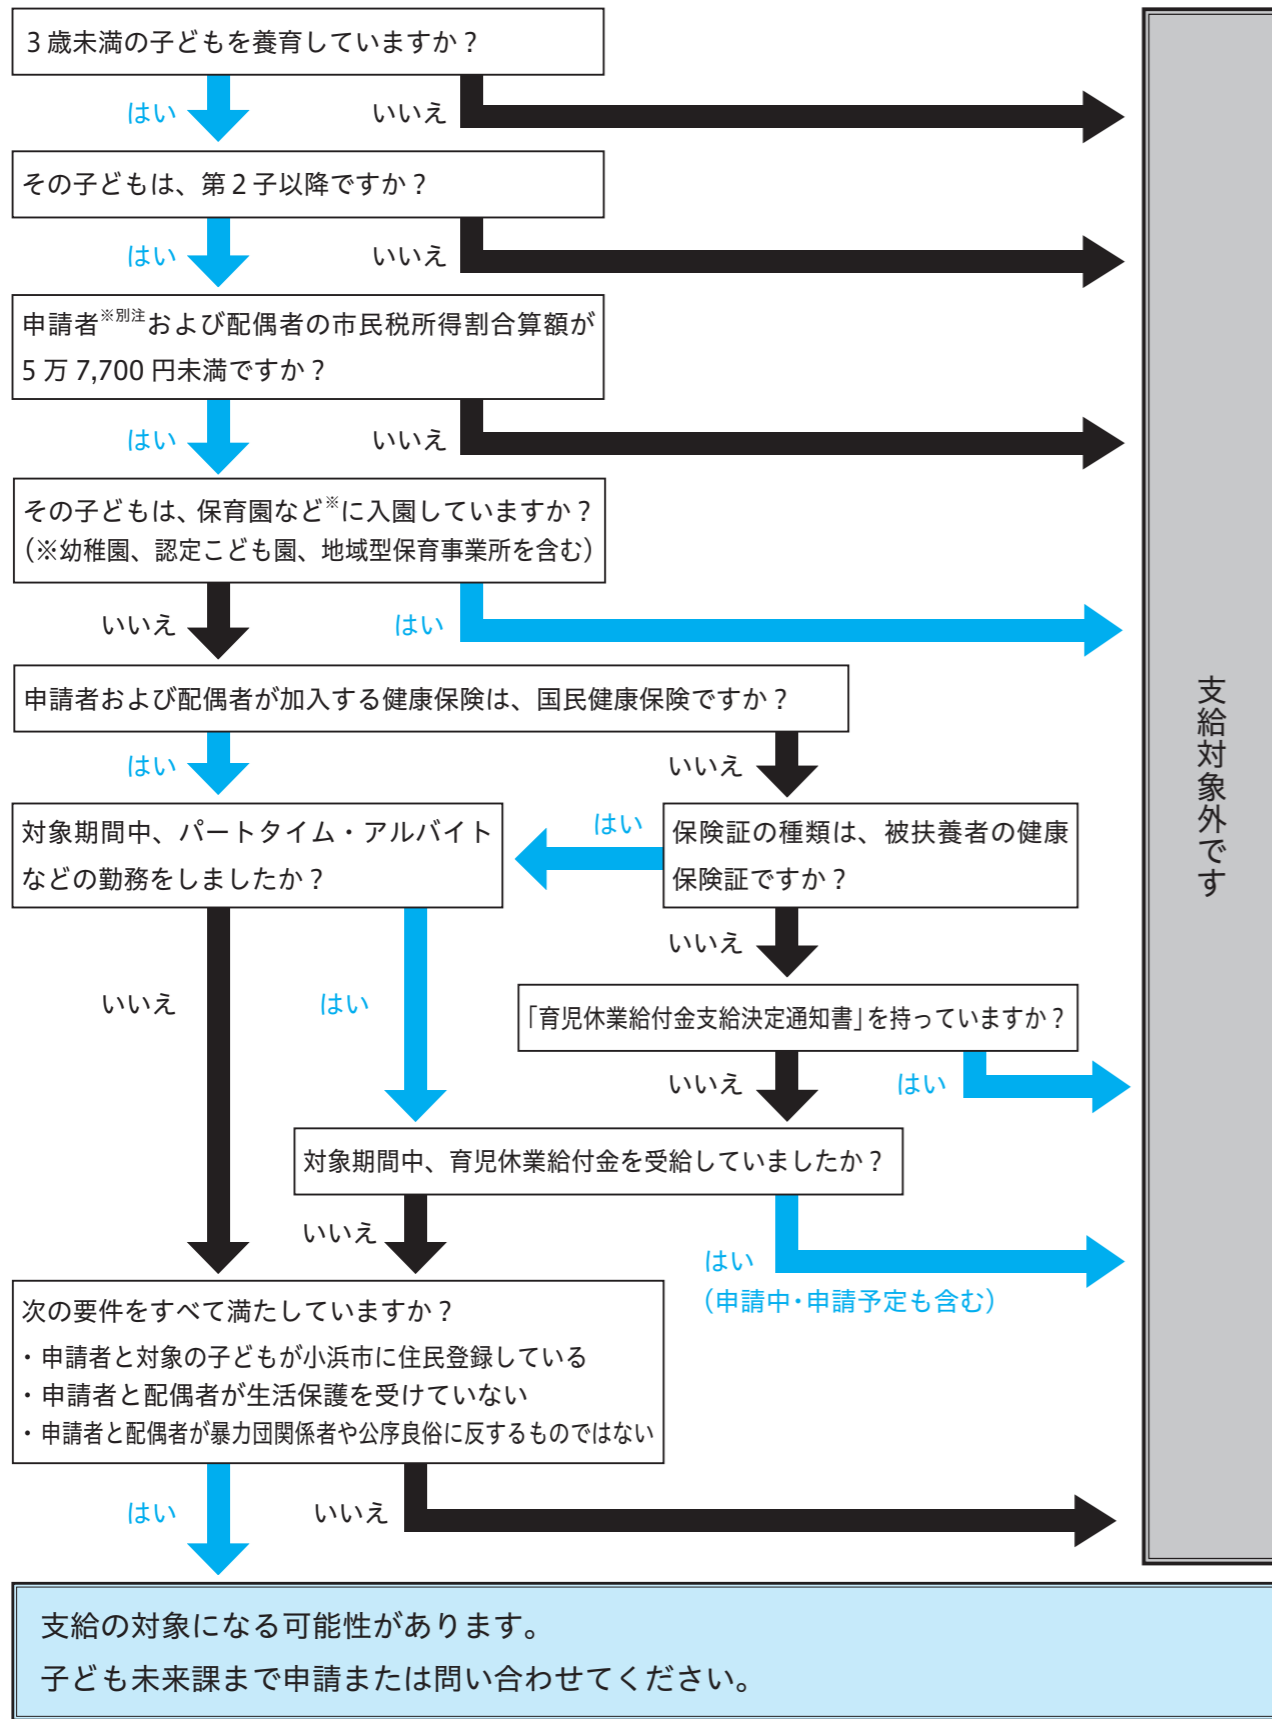 3歳未満の子どもを養育していますか？
はい
いいえ
その子どもは、第2子以降ですか？
はい
いいえ
申請者※別注および配偶者の市民税所得割合算額が
5万7,700円未満ですか？
はい
いいえ
その子どもは、保育園など※に入園していますか？
（※幼稚園、認定こども園、地域型保育事業所を含む）
いいえ
はい
申請者および配偶者が加入する健康保険は、国民健康保険ですか？
はい
いいえ
対象期間中、パートタイム・アルバイト
などの勤務をしましたか？
はい
保険証の種類は、被扶養者の健康
保険証ですか？
いいえ
いいえ
はい
「育児休業給付金支給決定通知書」を持っていますか？
いいえ
はい
対象期間中、育児休業給付金を受給していましたか？
いいえ
はい
（申請中・申請予定も含む）
次の要件をすべて満たしていますか？
・申請者と対象の子どもが小浜市に住民登録している
・申請者と配偶者が生活保護を受けていない
・申請者と配偶者が暴力団関係者や公序良俗に反するものではない
はい
いいえ
支給対象外です
支給の対象になる可能性があります。
子ども未来課まで申請または問い合わせてください。